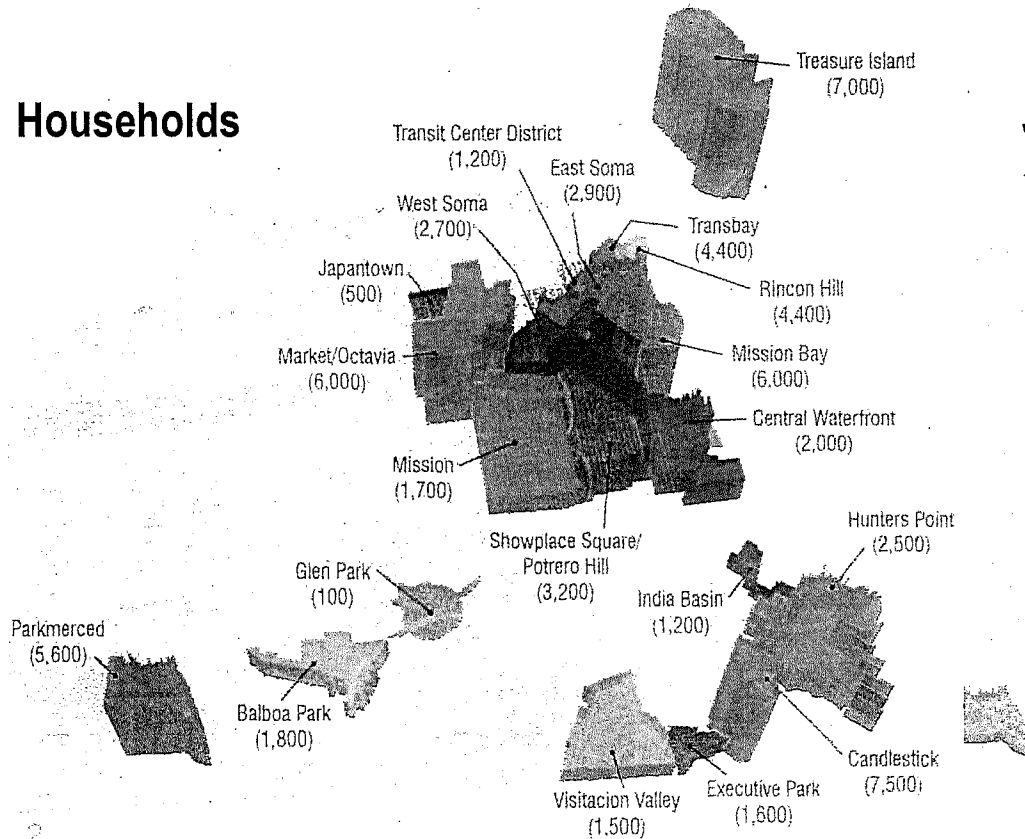 Households
Treasure Island
(7,000)
Transit Center District
(1,200)
East Soma
(2,900)
West Soma
(2,700)
Transbay
(4,400)
Japantown
(500)
Rincon Hill
(4,400)
Market/Octavia
(6,000)
Mission Bay
(6,000)
Central Waterfront
(2,000)
Mission
(1,700)
Showplace Square/
Potrero Hill
(3,200)
Hunters Point
(2,500)
Glen Park
(100)
India Basin
(1,200)
Parkmerced
(5,600)
Balboa Park
(1,800)
Candlestick
(7,500)
Executive Park
(1,600)
Visitacion Valley
(1,500)